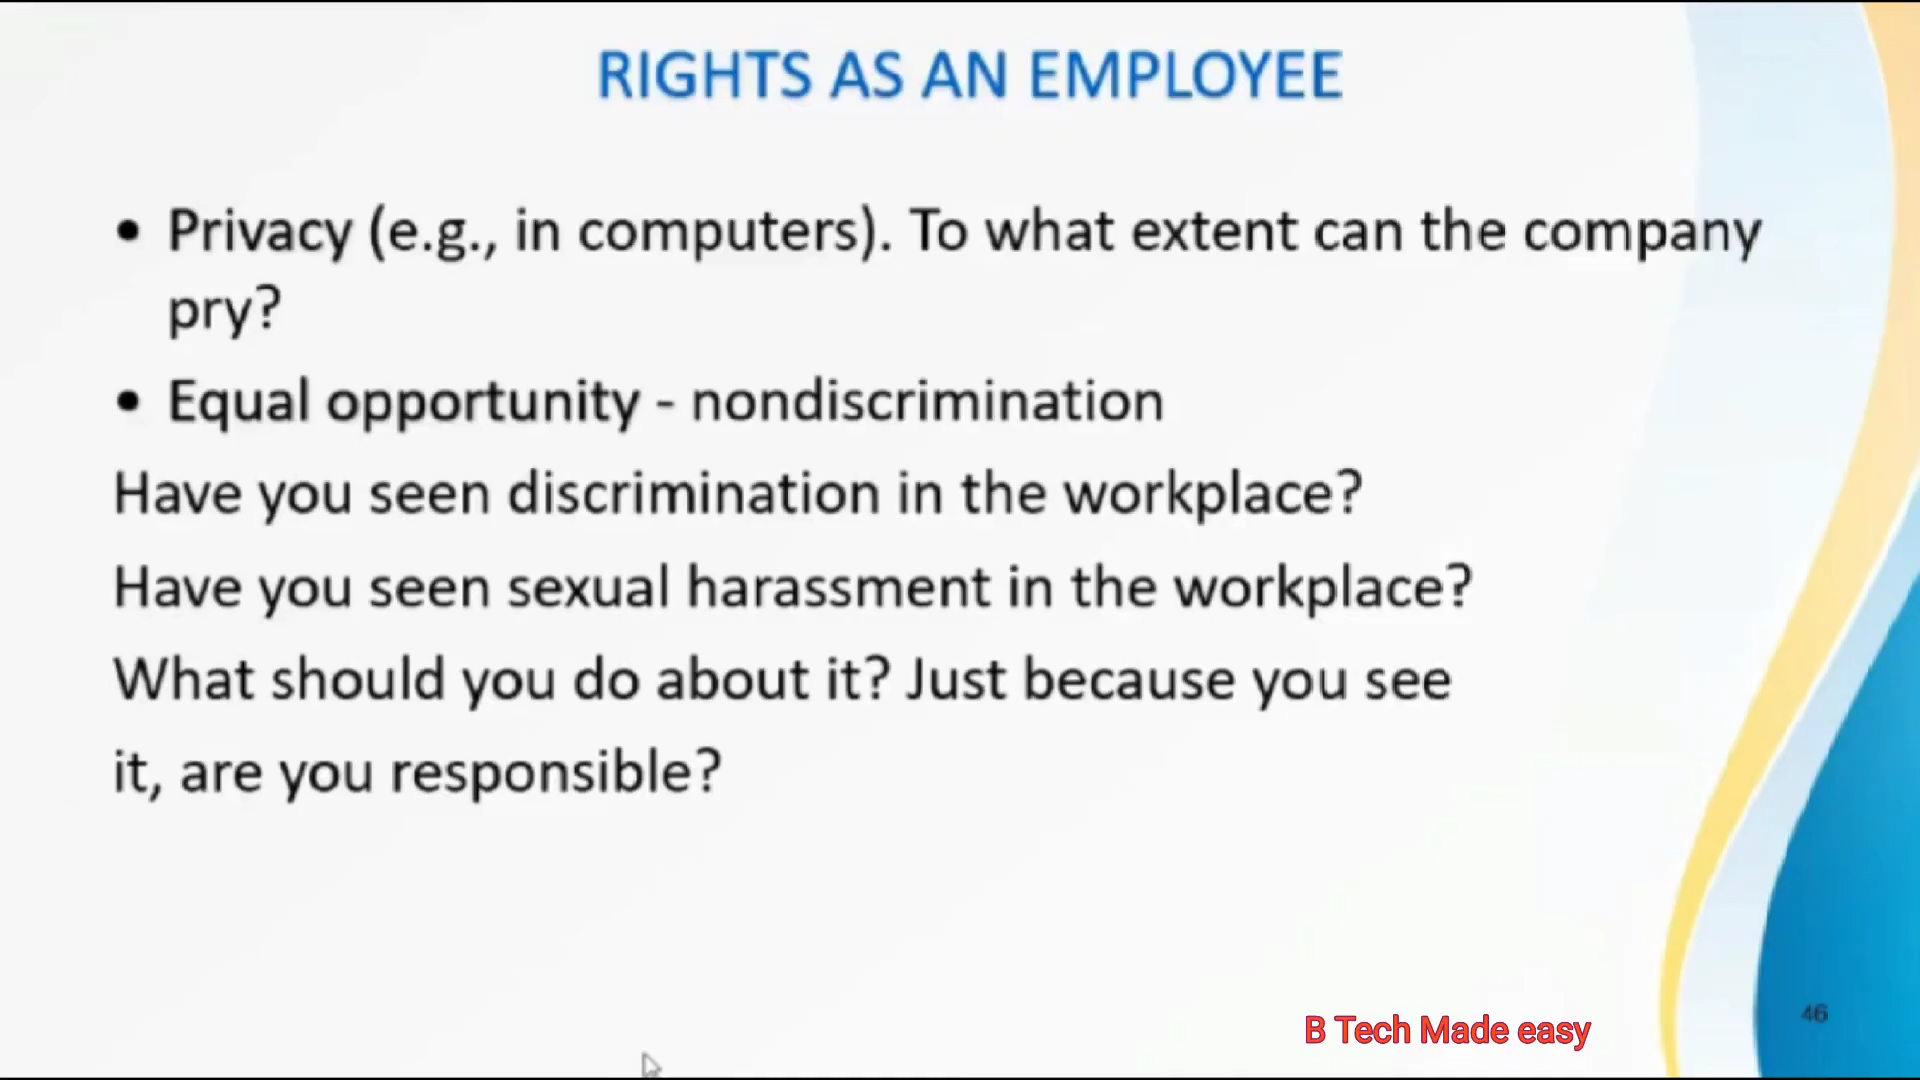 RIGHTS AS AN EMPLOYEE
• Privacy (e.g., in computers). To what extent can the company
pry?
• Equal opportunity - nondiscrimination
Have you seen discrimination in the workplace?
Have you seen sexual harassment in the workplace?
What should you do about it? Just because you see
it, are you responsible?
B Tech Made easy
46